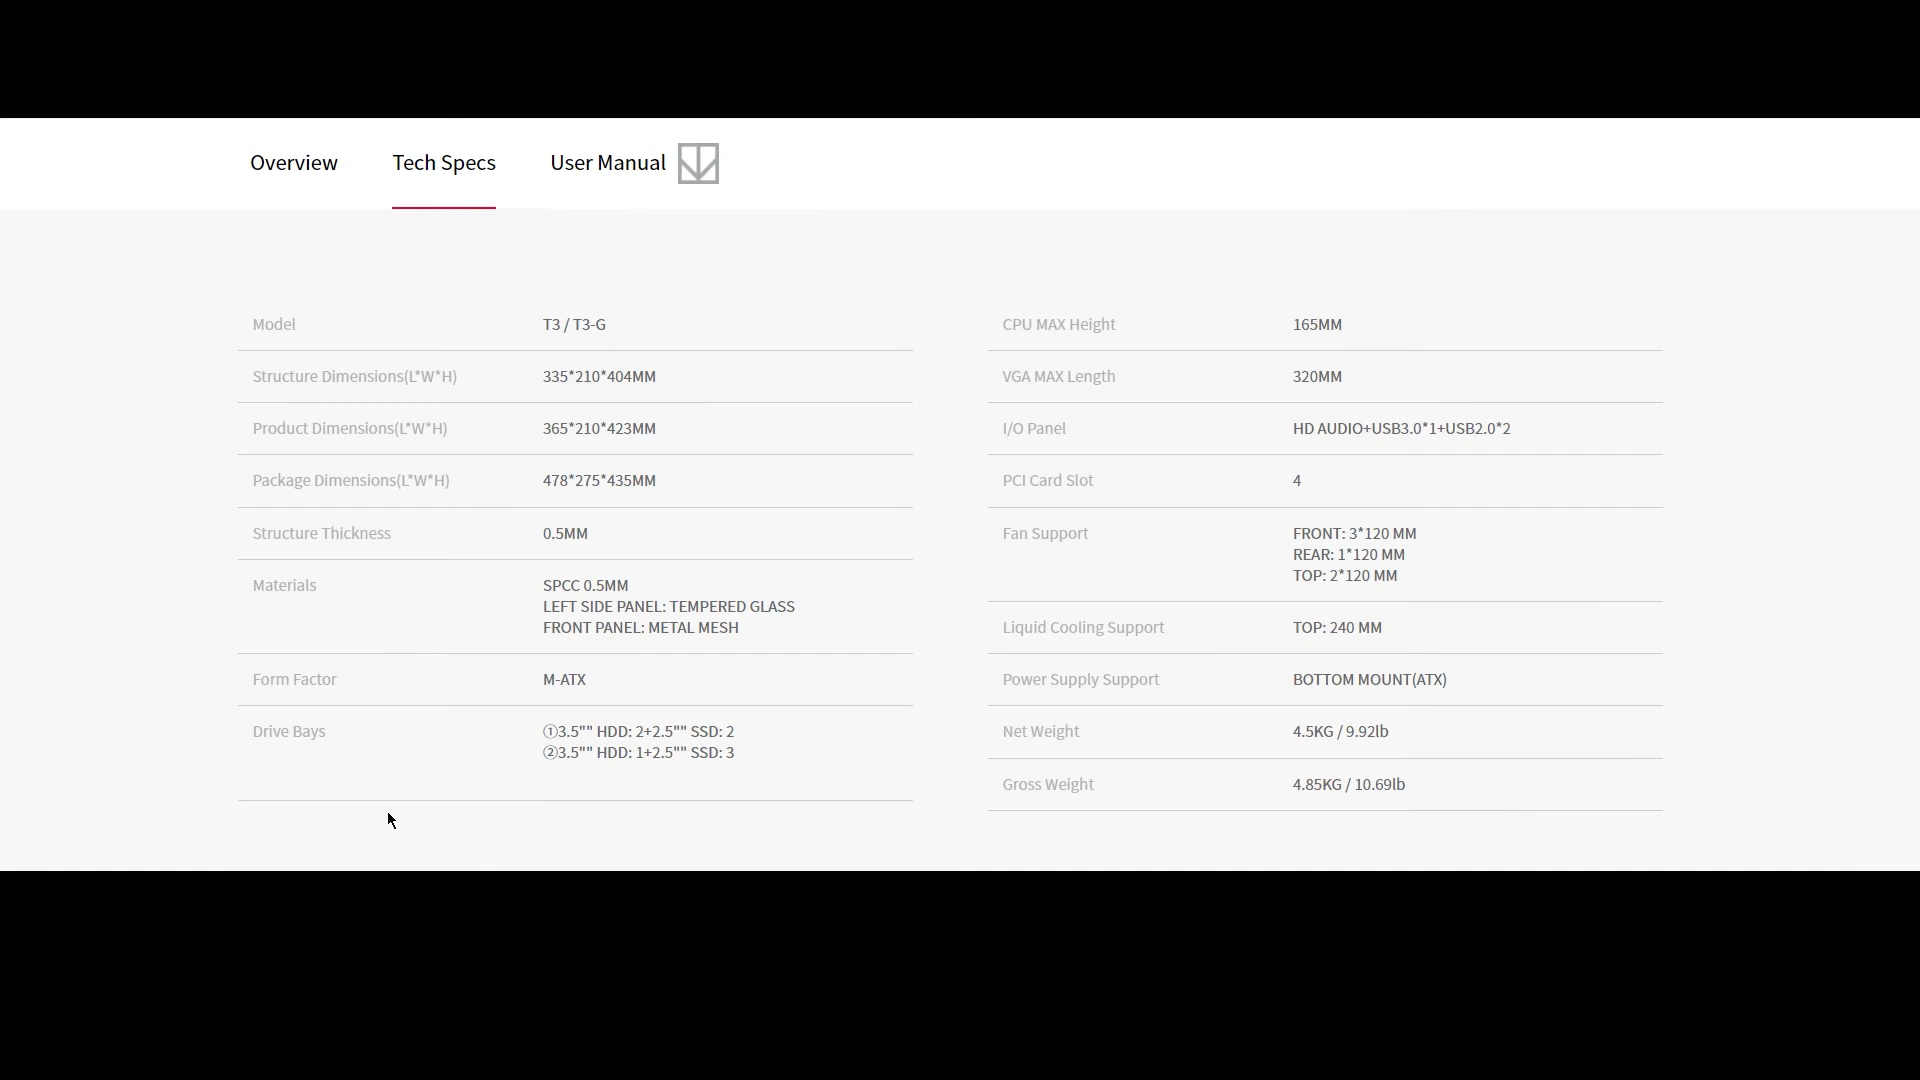 Overview
Tech Specs
User Manual
Model
T3 / T3-G
Structure Dimensions(L*W*H)
335*210*404MM
Product Dimensions(L*W*H)
365*210*423MM
Package Dimensions(L*W*H)
478*275*435MM
Structure Thickness
0.5MM
Materials
SPCC 0.5MM
LEFT SIDE PANEL: TEMPERED GLASS
FRONT PANEL: METAL MESH
Form Factor
M-ATX
Drive Bays
①3.5"" HDD: 2+2.5"" SSD: 2
②3.5"" HDD: 1+2.5"" SSD: 3
CPU MAX Height
165MM
VGA MAX Length
320MM
I/O Panel
HD AUDIO+USB3.0*1+USB2.0*2
PCI Card Slot
4
Fan Support
FRONT: 3*120 MM
REAR: 1*120 MM
TOP: 2*120 MM
Liquid Cooling Support
TOP: 240 MM
Power Supply Support
BOTTOM MOUNT(ATX)
Net Weight
4.5KG / 9.92lb
Gross Weight
4.85KG / 10.69lb